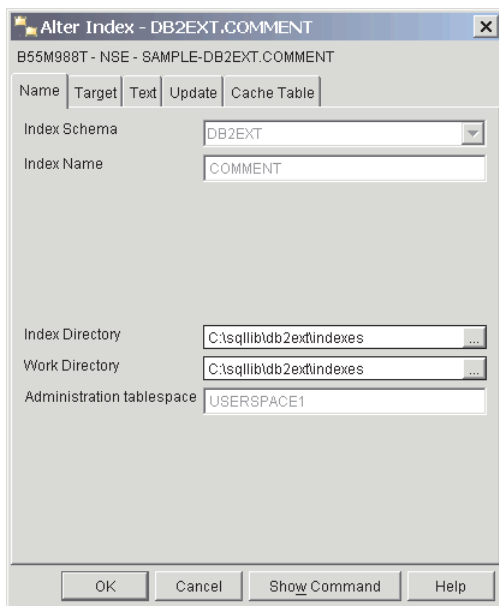 Alter Index - DB2EXT.COMMENT
B55M988T - NSE - SAMPLE-DB2EXT.COMMENT
Name Target Text Update Cache Table
Index Schema DB2EXT
Index Name COMMENT
Index Directory C:\sqllib\db2ext\indexes ...
Work Directory C:\sqllib\db2ext\indexes ...
Administration tablespace USERSPACE1
OK Cancel Show Command Help